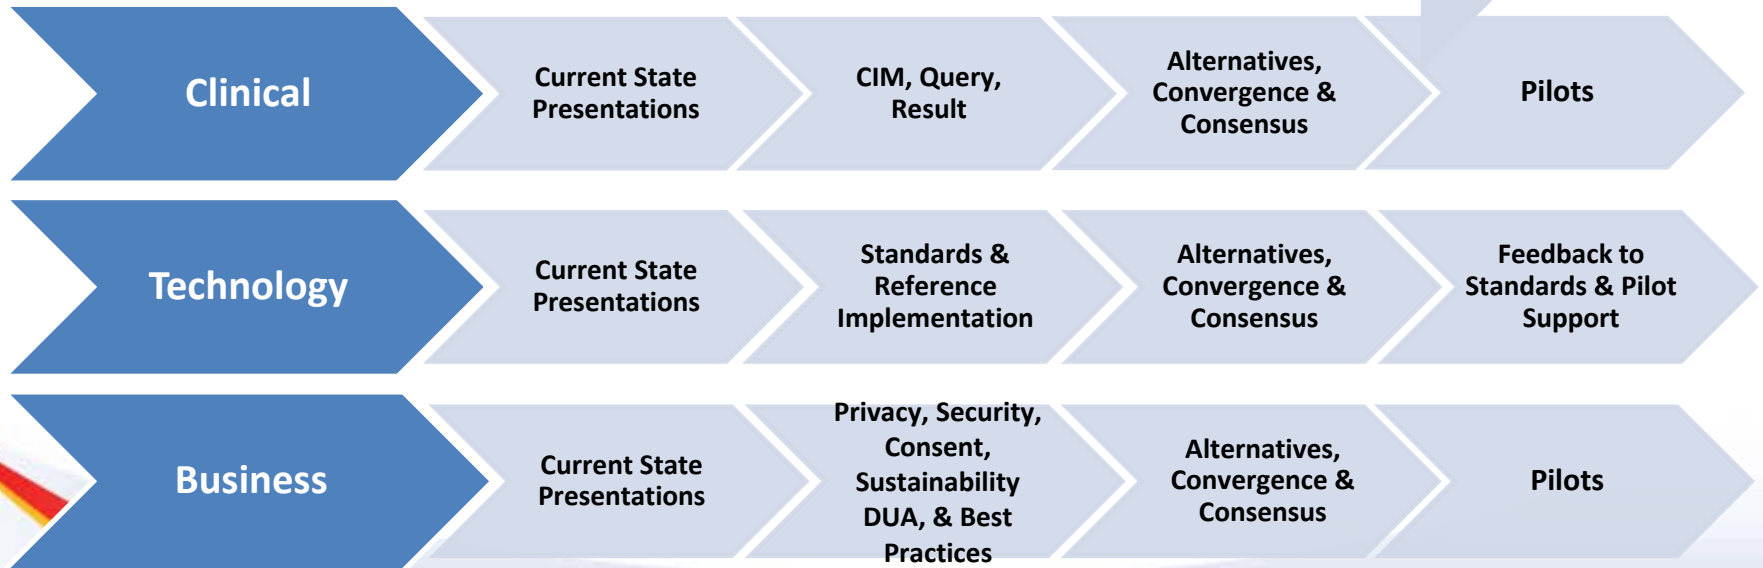 Clinical
Current State
Presentations
CIM, Query,
Result
Alternatives,
Convergence &
Consensus
Pilots
Technology
Current State
Presentations
Standards &
Reference
Implementation
Alternatives,
Convergence &
Consensus
Feedback to
Standards & Pilot
Support
Business
Current State
Presentations
Privacy, Security,
Consent,
Sustainability
DUA, & Best
Practices
Alternatives,
Convergence &
Consensus
Pilots